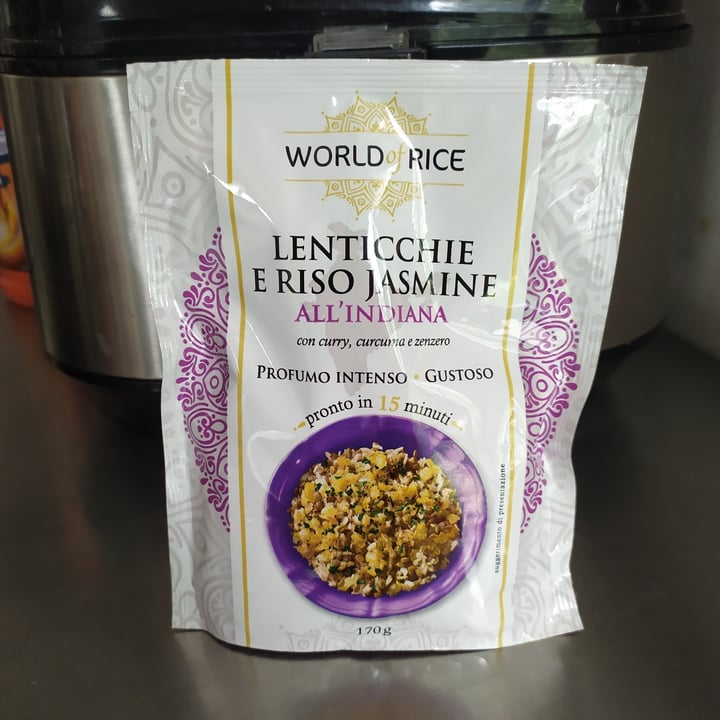 WORLD of RICE
LENTICCHIE
E RISO JASMINE
ALL'INDIANA
con curry, curcuma e zenzero
PROFUMO INTENSO • GUSTOSO
pronto in 15 minuti
suggerimento di presentazione
170g